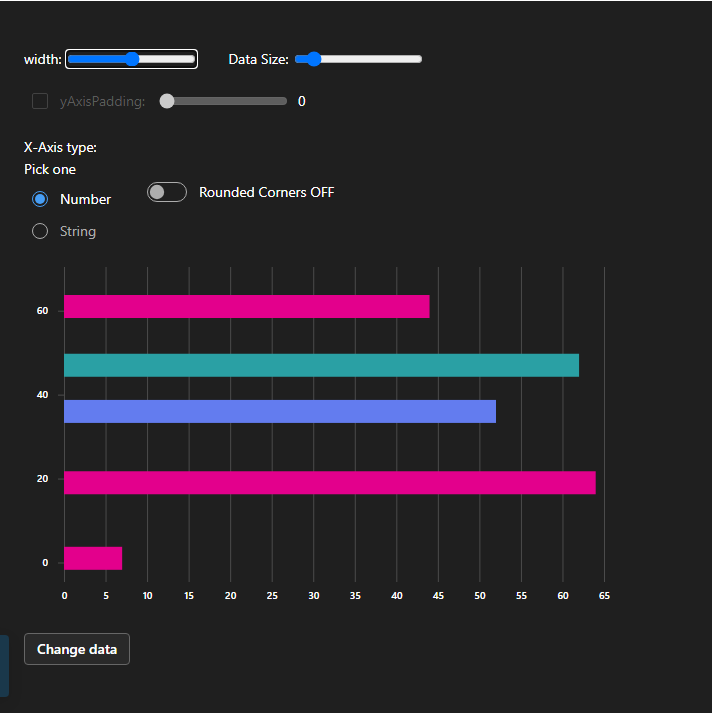 width: Data Size:
yAxisPadding: 0
X-Axis type:
Pick one
Number Rounded Corners OFF
String
60
40
20
0
0 5 10 15 20 25 30 35 40 45 50 55 60 65
Change data